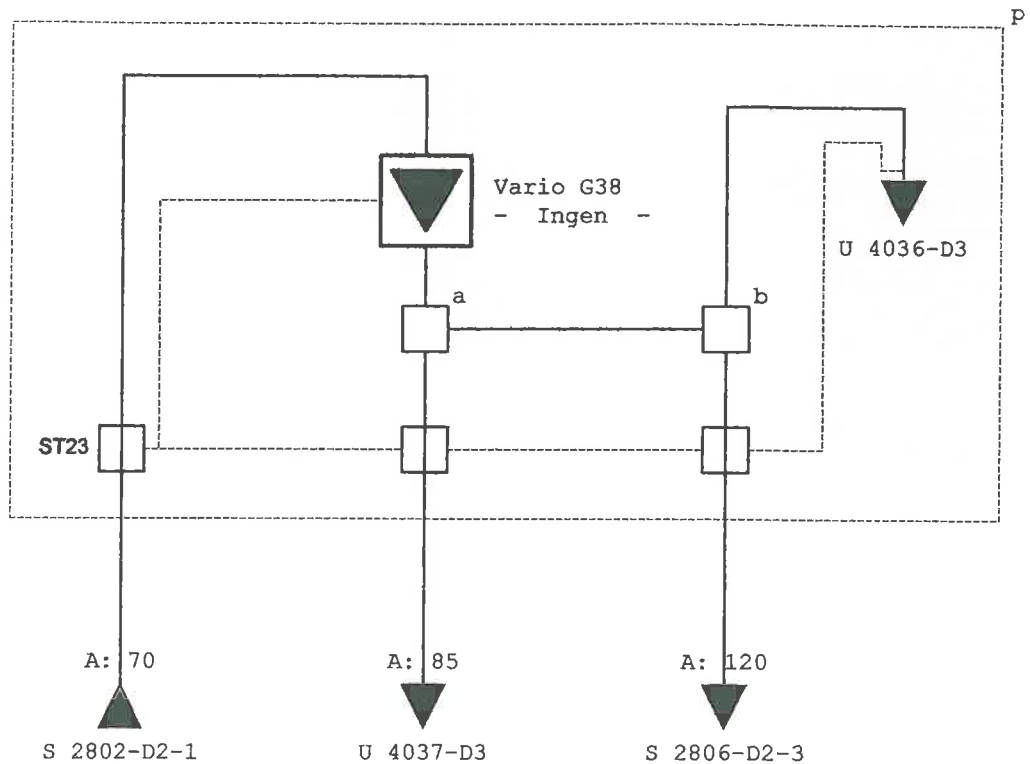 p
Vario G38
- Ingen -
U 4036-D3
a
b
ST23
A: 70
A: 85
A: 120
S 2802-D2-1
U 4037-D3
S 2806-D2-3